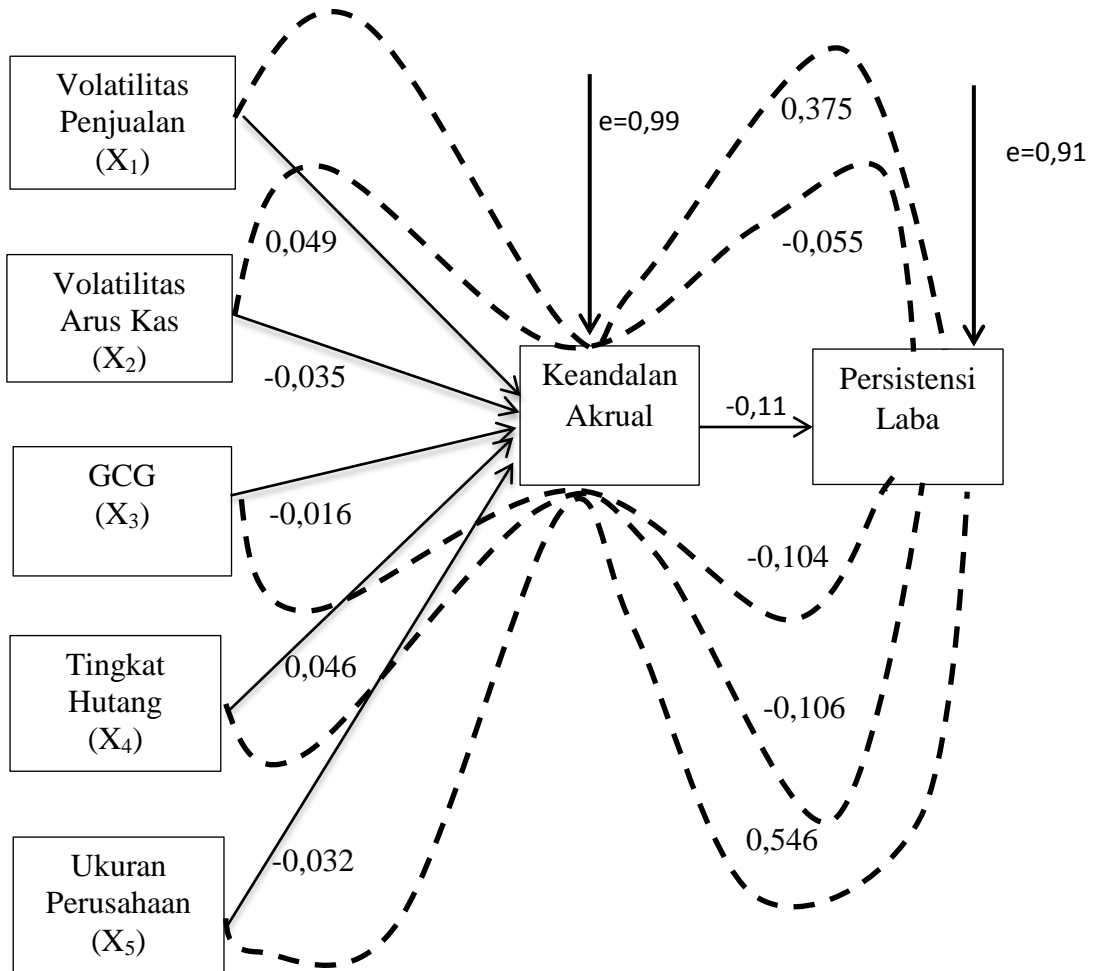 Volatilitas
Penjualan
(X₁)
0,049
Volatilitas
Arus Kas
(X₂)
-0,035
GCG
(X₃)
-0,016
Tingkat
Hutang
(X₄)
0,046
Ukuran
Perusahaan
(X₅)
-0,032
e=0,99
Keandalan
Akrual
-0,11
0,375
-0,055
e=0,91
Persistensi
Laba
-0,104
-0,106
0,546